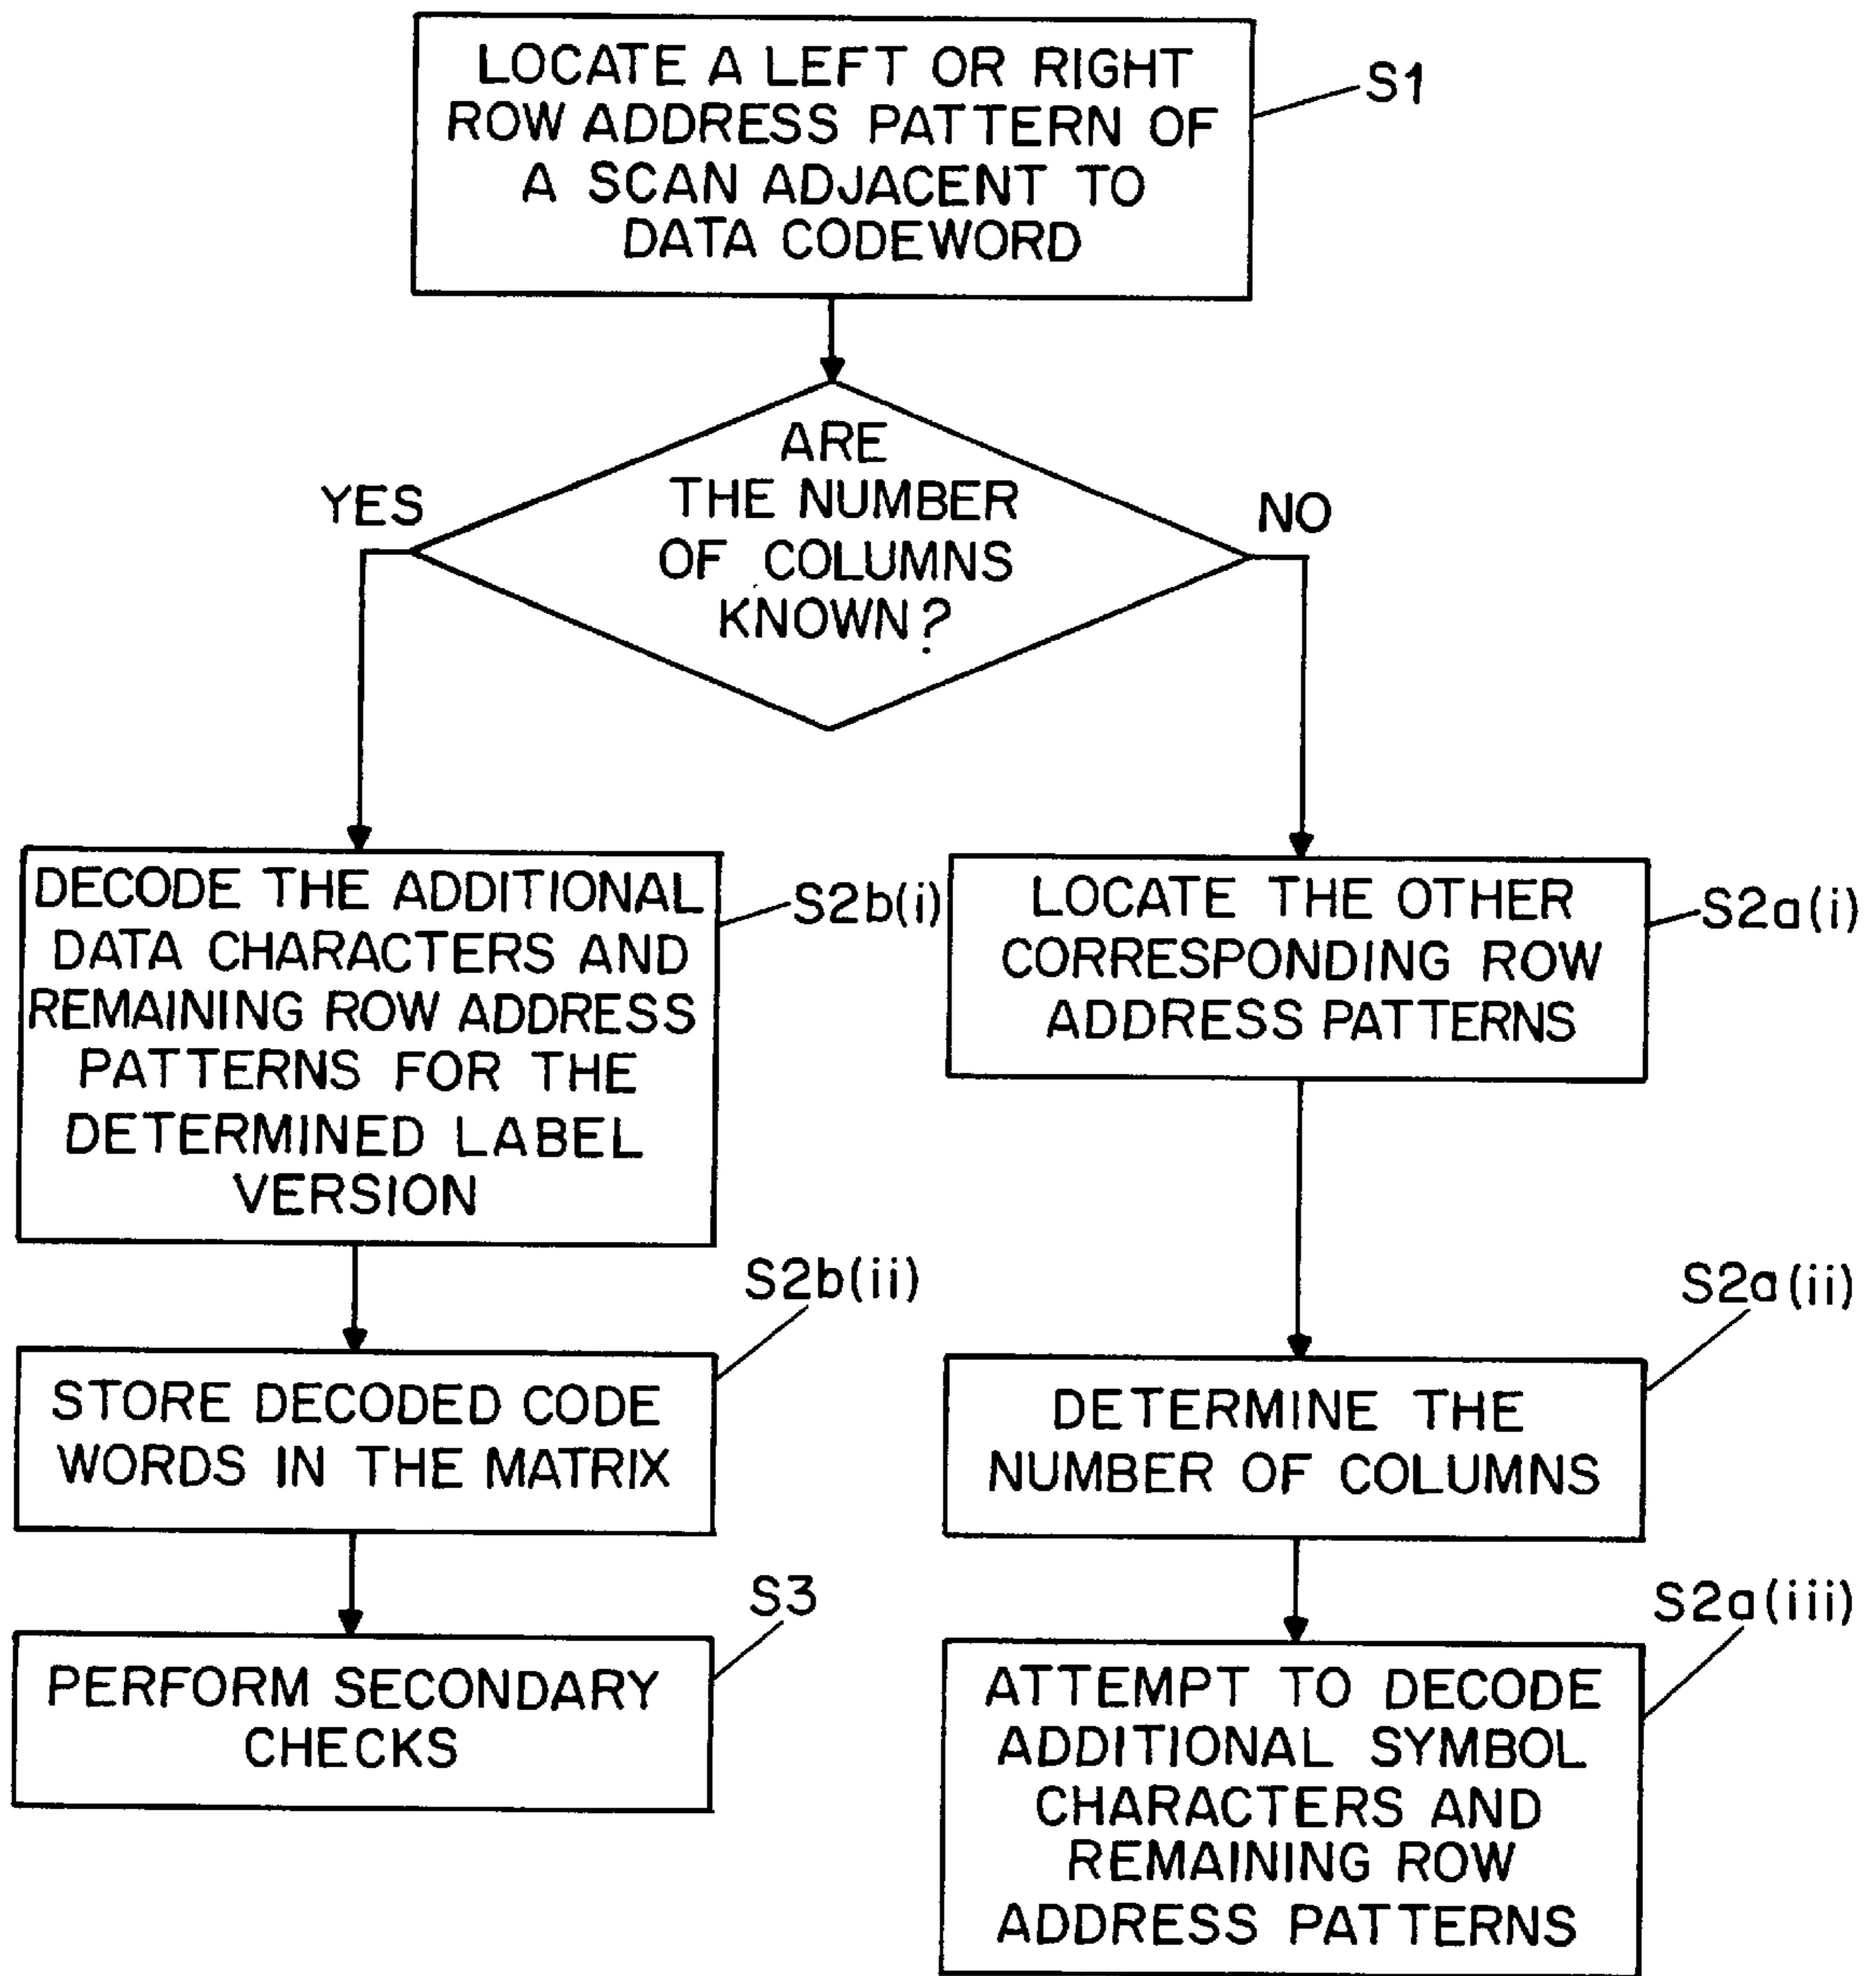 LOCATE A LEFT OR RIGHT
ROW ADDRESS PATTERN OF
A SCAN ADJACENT TO
DATA CODEWORD
S1
ARE
THE NUMBER
OF COLUMNS
KNOWN?
YES
NO
DECODE THE ADDITIONAL
DATA CHARACTERS AND
REMAINING ROW ADDRESS
PATTERNS FOR THE
DETERMINED LABEL
VERSION
S2b(i)
LOCATE THE OTHER
CORRESPONDING ROW
ADDRESS PATTERNS
S2a(i)
STORE DECODED CODE
WORDS IN THE MATRIX
S2b(ii)
DETERMINE THE
NUMBER OF COLUMNS
S2a(ii)
PERFORM SECONDARY
CHECKS
S3
ATTEMPT TO DECODE
ADDITIONAL SYMBOL
CHARACTERS AND
REMAINING ROW
ADDRESS PATTERNS
S2a(iii)